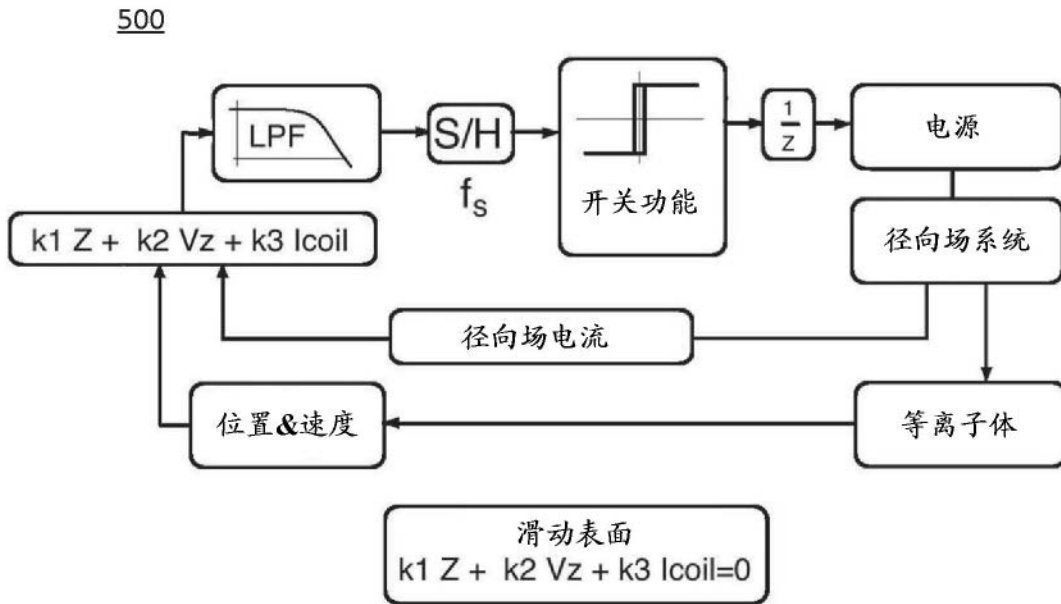 500
LPF
S/H
fs
开关功能
1
z
电源
k1 Z + k2 Vz + k3 Icoil
径向场系统
径向场电流
位置&速度
等离子体
滑动表面
k1 Z + k2 Vz + k3 Icoil=0